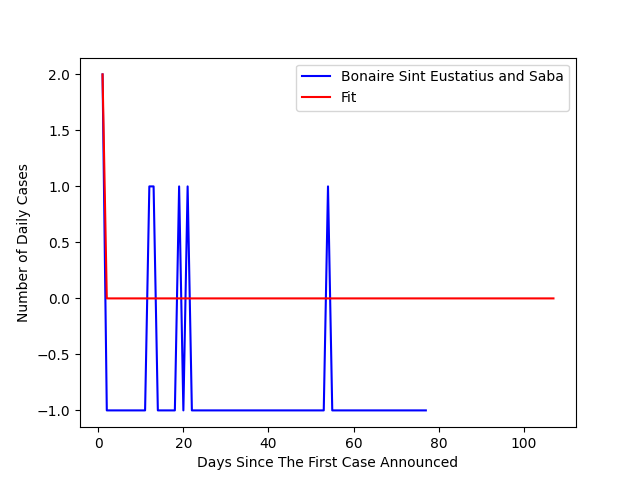 Bonaire Sint Eustatius and Saba
Fit
2.0
1.5
1.0
0.5
0.0
−0.5
−1.0
Number of Daily Cases
0 20 40 60 80 100
Days Since The First Case Announced